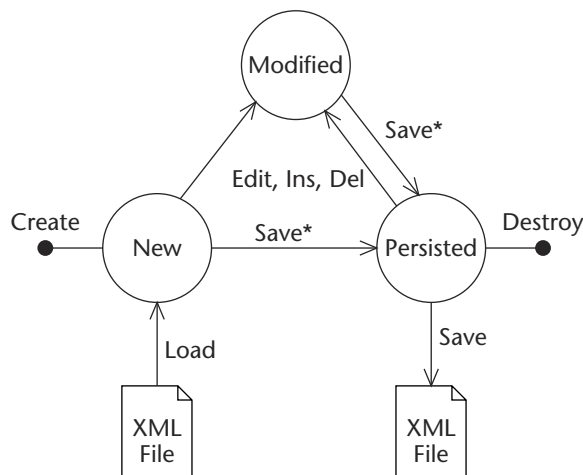 Modified
Save*
Edit, Ins, Del
Create
New
Save*
Persisted
Destroy
Load
Save
XML
File
XML
File